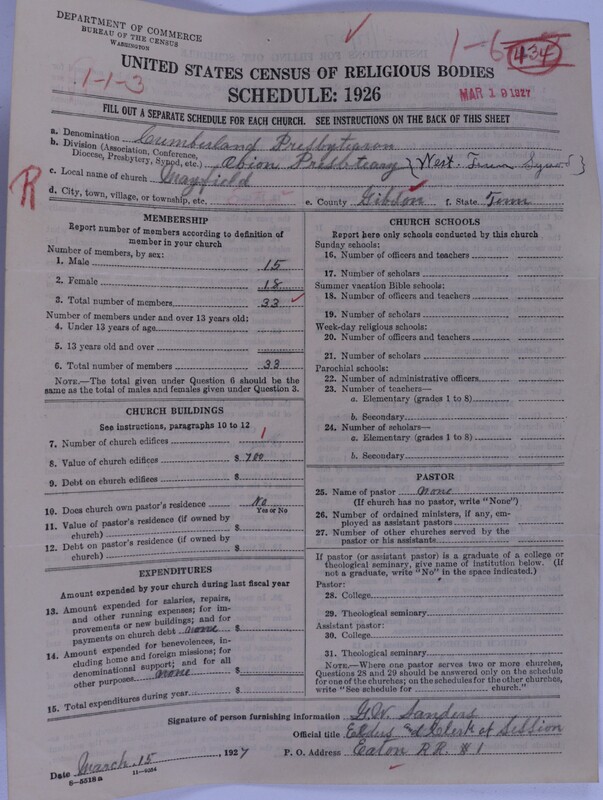 DEPARTMENT OF COMMERCE
BUREAU OF THE CENSUS
WASHINGTON
1-1-3
434
MAR 19 1927
UNITED STATES CENSUS OF RELIGIOUS BODIES
SCHEDULE: 1926
FILL OUT A SEPARATE SCHEDULE FOR EACH CHURCH. SEE INSTRUCTIONS ON THE BACK OF THIS SHEET
a. Denomination Cumberland Presbyterian
b. Division (Association, Conference, Diocese, Presbytery, Synod, etc.) Obion Presbteary {West. Tenn Synod}
c. Local name of church Mayfield
R
d. City, town, village, or township, etc. e. County Gibson f. State Tenn
MEMBERSHIP
Report number of members according to definition of member in your church
Number of members, by sex:
1. Male 15
2. Female 18
3. Total number of members 33
Number of members under and over 13 years old:
4. Under 13 years of age
5. 13 years old and over
6. Total number of members 33
NOTE.—The total given under Question 6 should be the same as the total of males and females given under Question 3.
CHURCH BUILDINGS
See instructions, paragraphs 10 to 12
7. Number of church edifices 1
8. Value of church edifices $ 700
9. Debt on church edifices $
10. Does church own pastor's residence No
Yes or No
11. Value of pastor's residence (if owned by church) $
12. Debt on pastor's residence (if owned by church) $
EXPENDITURES
Amount expended by your church during last fiscal year
13. Amount expended for salaries, repairs, and other running expenses; for improvements or new buildings; and for payments on church debt none $
14. Amount expended for benevolences, including home and foreign missions; for denominational support; and for all other purposes none $
15. Total expenditures during year $
CHURCH SCHOOLS
Report here only schools conducted by this church
Sunday schools:
16. Number of officers and teachers
17. Number of scholars
Summer vacation Bible schools:
18. Number of officers and teachers
19. Number of scholars
Week-day religious schools:
20. Number of officers and teachers
21. Number of scholars
Parochial schools:
22. Number of administrative officers
23. Number of teachers—
a. Elementary (grades 1 to 8)
b. Secondary
24. Number of scholars—
a. Elementary (grades 1 to 8)
b. Secondary
PASTOR
25. Name of pastor none
(If church has no pastor, write "None")
26. Number of ordained ministers, if any, employed as assistant pastors
27. Number of other churches served by the pastor or his assistants
If pastor (or assistant pastor) is a graduate of a college or theological seminary, give name of institution below. (If not a graduate, write "No" in the space indicated.)
Pastor:
28. College
29. Theological seminary
Assistant pastor:
30. College
31. Theological seminary
NOTE.—Where one pastor serves two or more churches, Questions 28 and 29 should be answered only on the schedule for one of the churches; on the schedules for the other churches, write "See schedule for church."
Signature of person furnishing information G.W. Sanders
Official title Elder and Clerk of Session
Date March 15, 1927 P. O. Address Eaton RR. # 1
8-5518a 11-9554